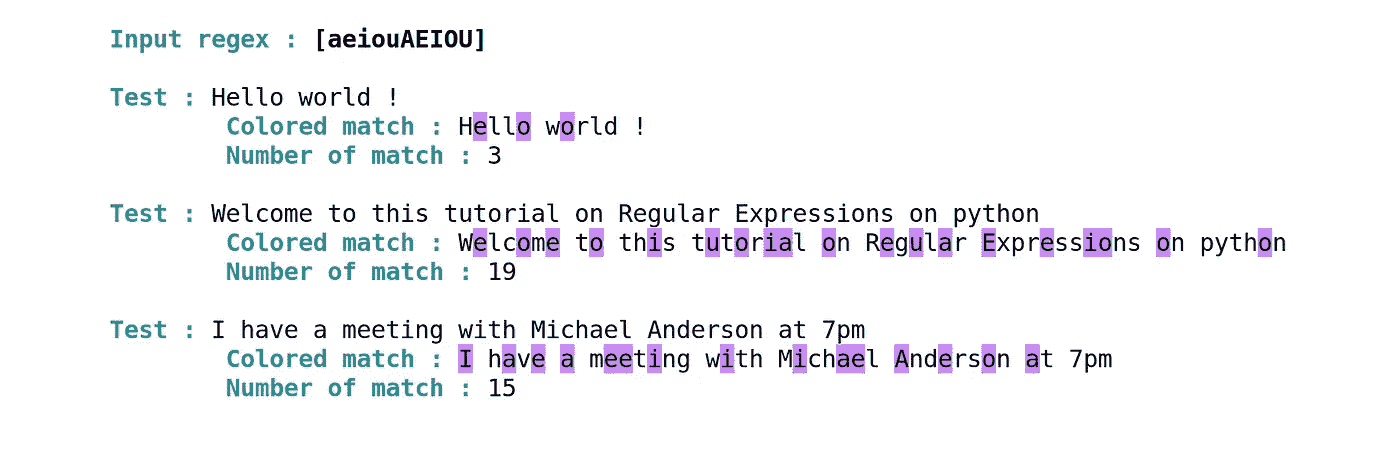 Input regex : [aeiouAEIOU]
Test : Hello world !
Colored match : Hello world !
Number of match : 3
Test : Welcome to this tutorial on Regular Expressions on python
Colored match : Welcome to this tutorial on Regular Expressions on python
Number of match : 19
Test : I have a meeting with Michael Anderson at 7pm
Colored match : I have a meeting with Michael Anderson at 7pm
Number of match : 15